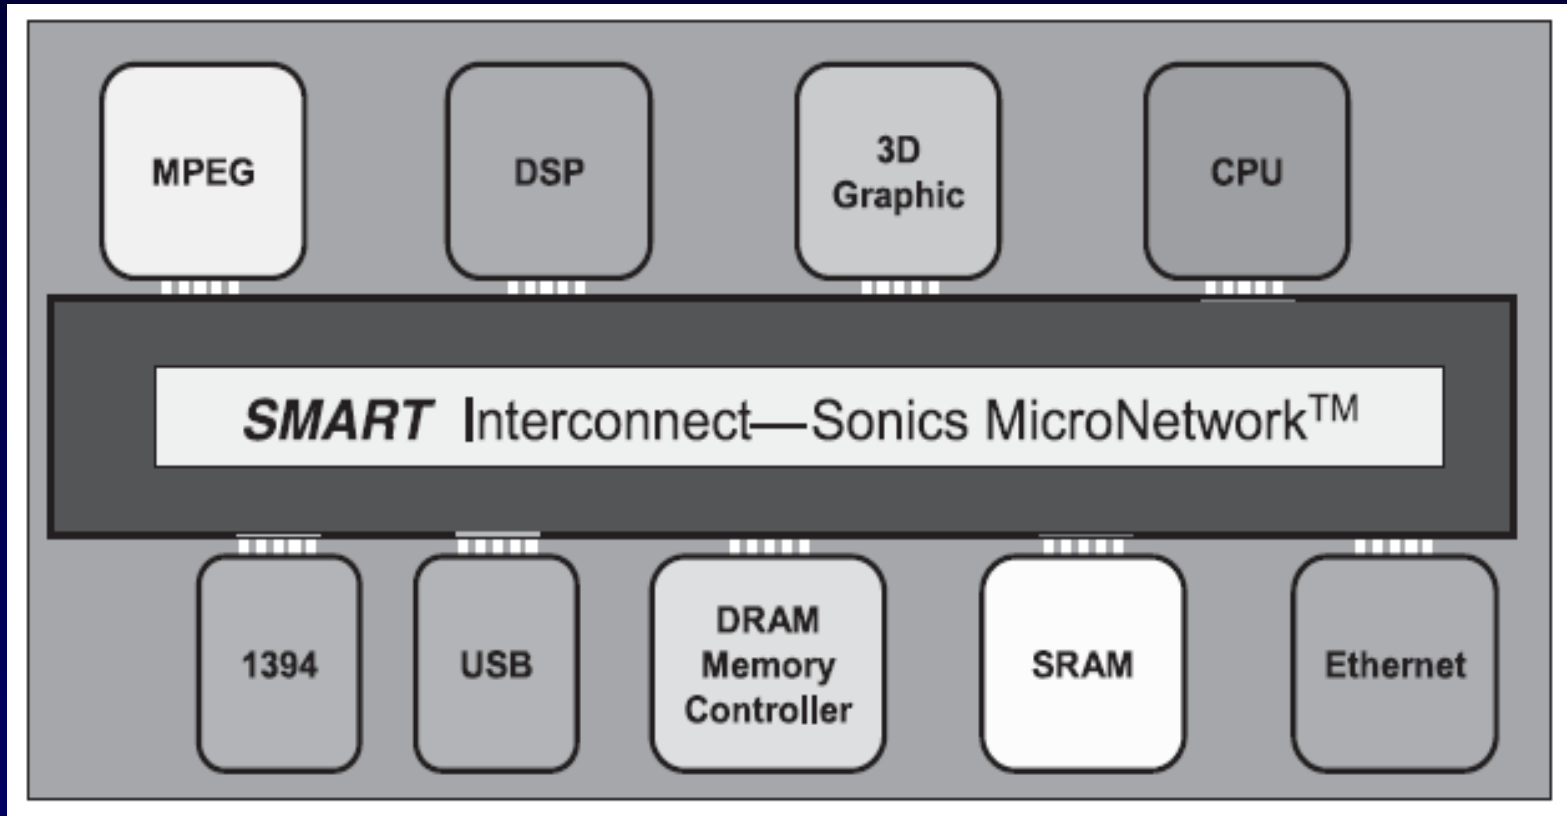 MPEG
DSP
3D
Graphic
CPU
SMART Interconnect—Sonics MicroNetwork™
1394
USB
DRAM
Memory
Controller
SRAM
Ethernet